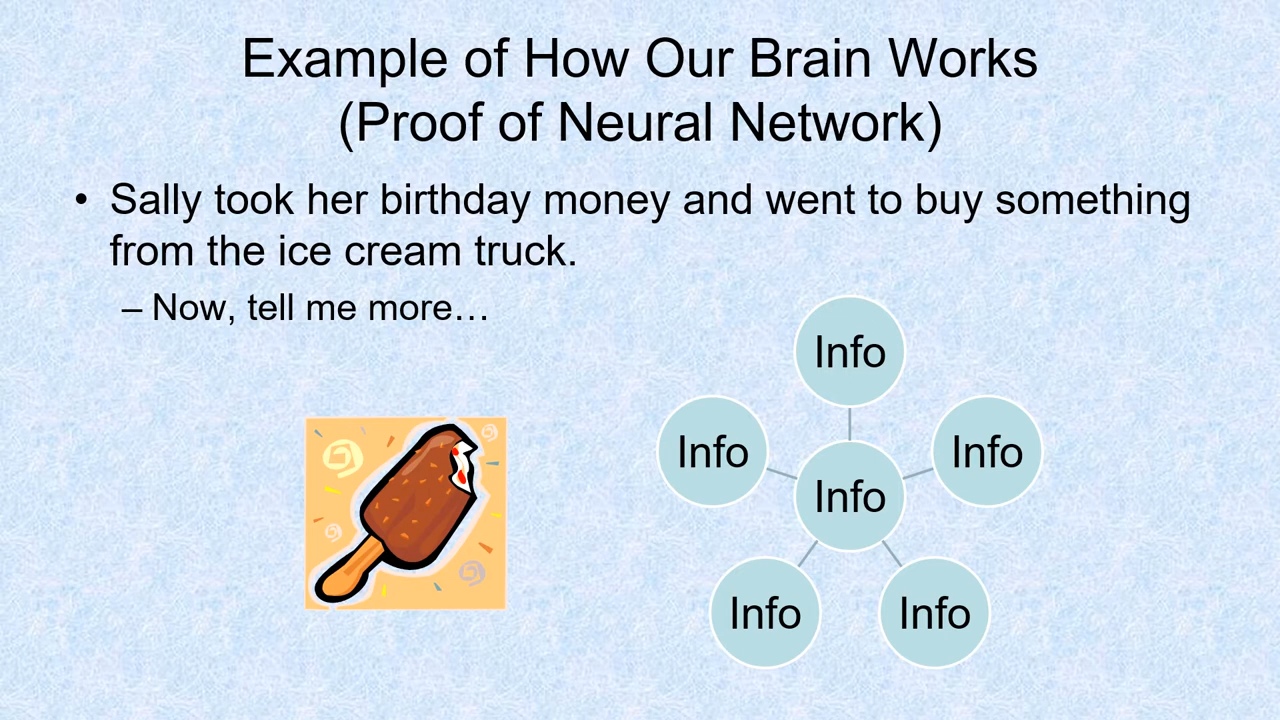 Example of How Our Brain Works
(Proof of Neural Network)
• Sally took her birthday money and went to buy something
from the ice cream truck.
– Now, tell me more…
Info
Info
Info
Info
Info
Info